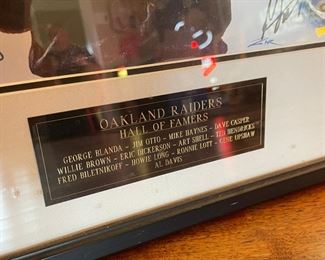 OAKLAND RAIDERS
HALL OF FAMERS
GEORGE BLANDA - JIM OTTO - MIKE HAYNES - DAVE CASPER
WILLIE BROWN - ERIC DICKERSON - ART SHELL - TED HENDRICKS
FRED BILETNIKOFF - HOWIE LONG - RONNIE LOTT - GENE UPSHAW
AL DAVIS